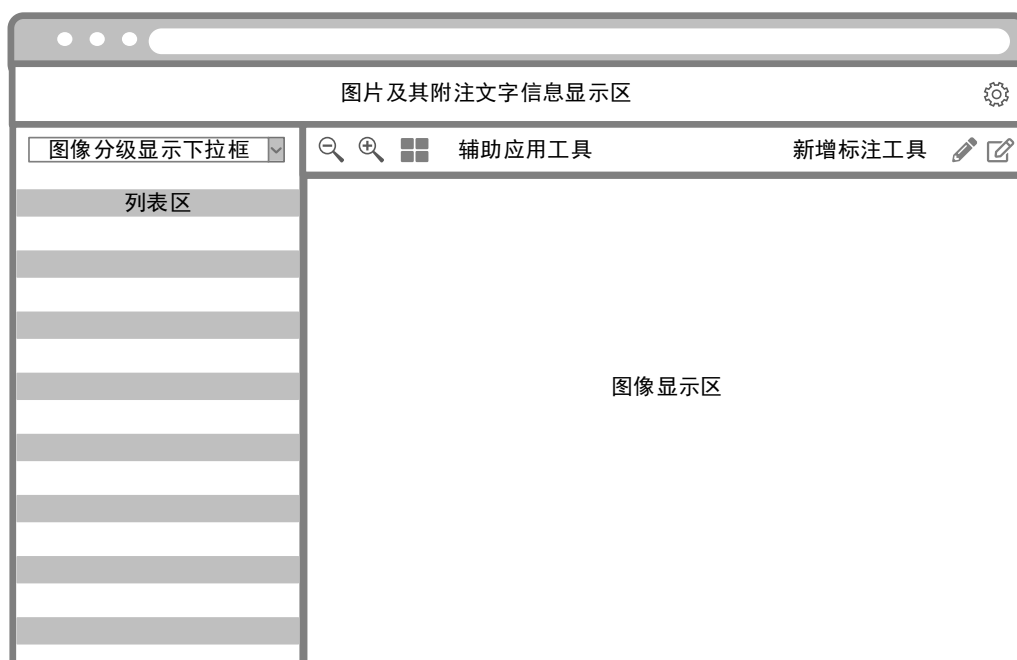 图片及其附注文字信息显示区
图像分级显示下拉框
辅助应用工具
新增标注工具
列表区
图像显示区